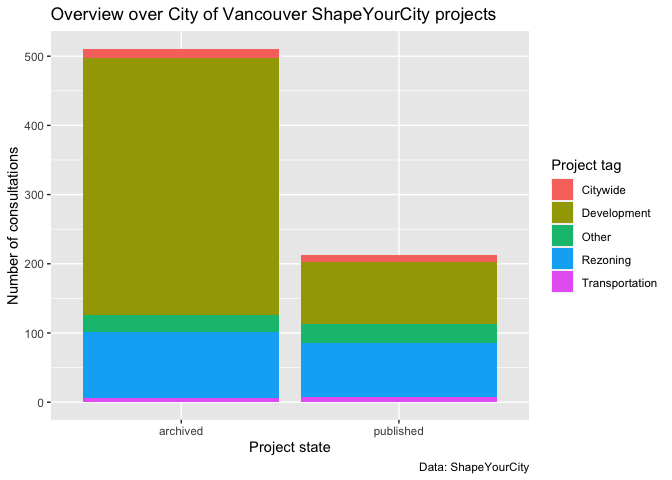 Overview over City of Vancouver ShapeYourCity projects
Number of consultations
500
400
300
200
100
0
archived
published
Project state
Project tag
Citywide
Development
Other
Rezoning
Transportation
Data: ShapeYourCity